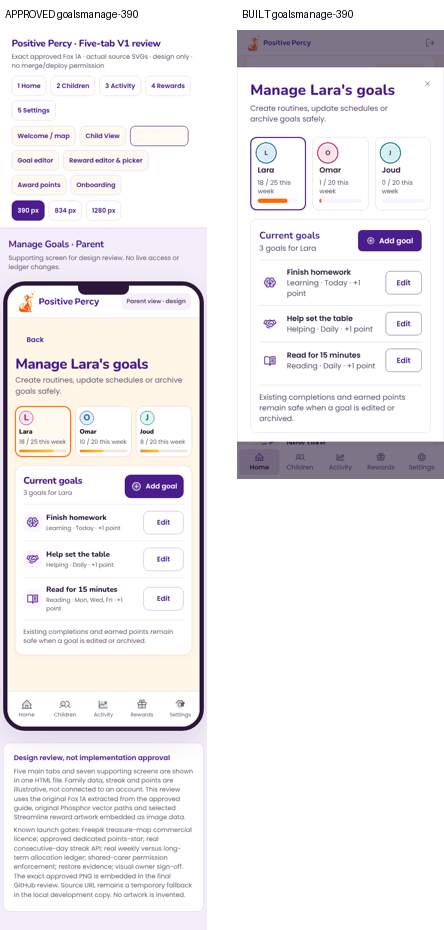 APPROVED goalsmanage-390
BUILT goalsmanage-390
Positive Percy · Five-tab V1 review
Exact approved Fox 1A · actual source SVGs · design only ·
no merge/deploy permission
1 Home
2 Children
3 Activity
4 Rewards
5 Settings
Welcome / map
Child View
Goal editor
Reward editor & picker
Award points
Onboarding
390 px
834 px
1280 px
Manage Goals · Parent
Supporting screen for design review. No live access or
ledger changes.
Positive Percy
Parent view · design
Back
Manage Lara's goals
Create routines, update schedules or archive
goals safely.
L
Lara
18 / 25 this week
O
Omar
10 / 20 this week
J
Joud
8 / 20 this week
Current goals
3 goals for Lara
Add goal
Finish homework
Learning · Today · +1 point
Edit
Help set the table
Helping · Daily · +1 point
Edit
Read for 15 minutes
Reading · Mon, Wed, Fri · +1
point
Edit
Existing completions and earned points remain
safe when a goal is edited or archived.
Home
Children
Activity
Rewards
Settings
Design review, not implementation approval
Five main tabs and seven supporting screens are shown
in one HTML file. Family data, streak and points are
illustrative, not connected to an account. This review
uses the original Fox 1A extracted from the approved
guide, original Phosphor vector paths and selected
Streamline reward artwork embedded as image data.
Known launch gates: Freepik treasure-map commercial
licence; approved dedicated points-star; real
consecutive-day streak API; real weekly versus long-
term allocation ledger; shared-carer permission
enforcement; restore evidence; visual owner sign-off.
The exact approved PNG is embedded in the final
GitHub review. Source URL remains a temporary fallback
in the local development copy. No artwork is invented.
Positive Percy
Manage Lara's goals
Create routines, update schedules or
archive goals safely.
L
Lara
18 / 25 this
week
O
Omar
1 / 20 this
week
J
Joud
0 / 20 this
week
Current goals
3 goals for Lara
Add goal
Finish homework
Learning · Today · +1
point
Edit
Help set the table
Helping · Daily · +1 point
Edit
Read for 15 minutes
Reading · Daily · +1 point
Edit
Existing completions and earned points
remain safe when a goal is edited or
archived.
Home
Children
Activity
Rewards
Settings